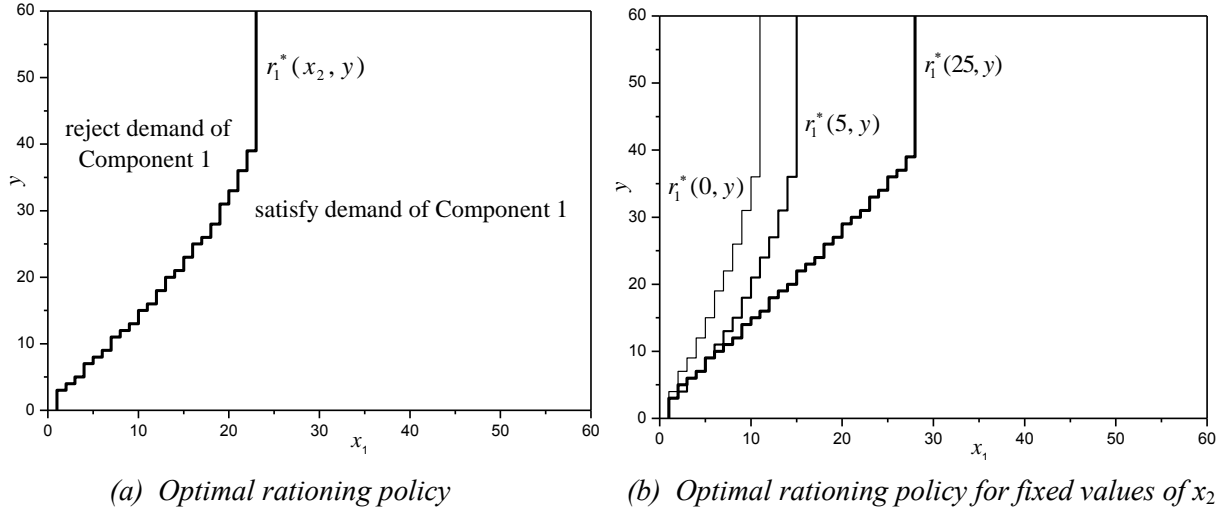 60
50
40
30
20
10
0
y
r₁*(x₂, y)
reject demand of
Component 1
satisfy demand of Component 1
0 10 20 30 40 50 60
x₁
(a) Optimal rationing policy
60
50
40
30
20
10
0
y
r₁*(0, y)
r₁*(5, y)
r₁*(25, y)
0 10 20 30 40 50 60
x₁
(b) Optimal rationing policy for fixed values of x₂